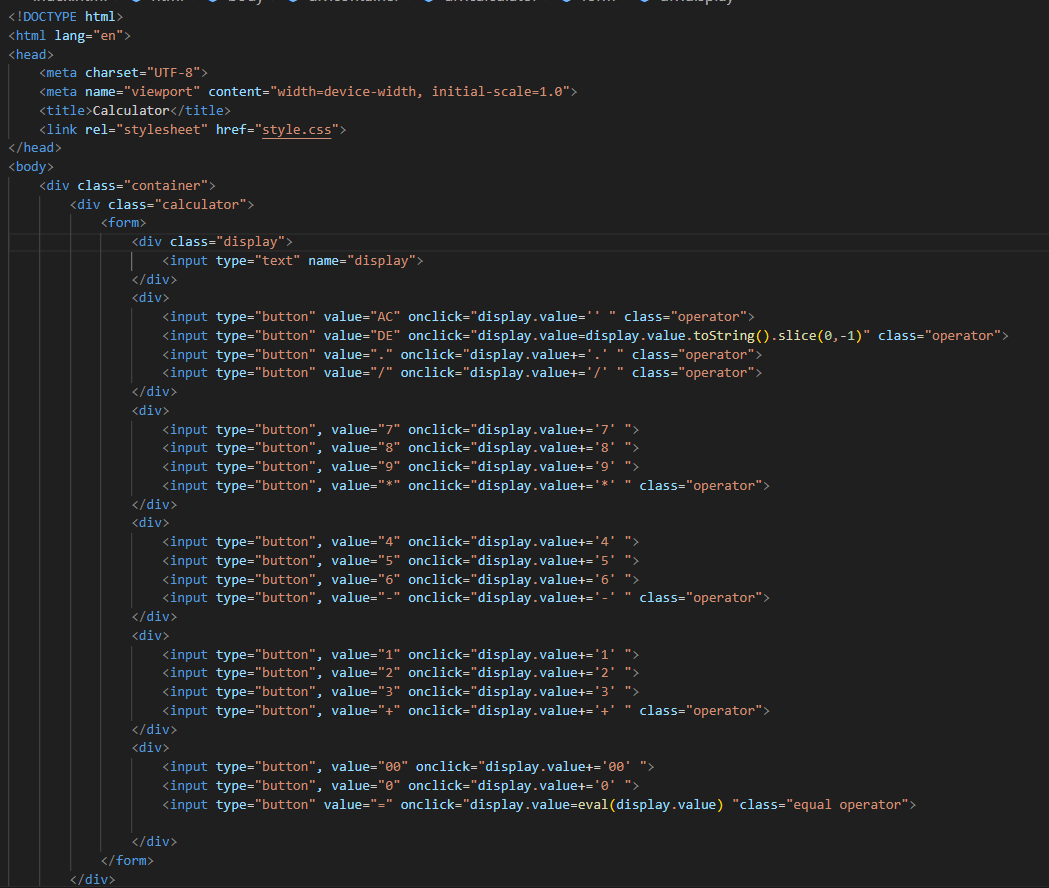 <!DOCTYPE html>
<html lang="en">
<head>
    <meta charset="UTF-8">
    <meta name="viewport" content="width=device-width, initial-scale=1.0">
    <title>Calculator</title>
    <link rel="stylesheet" href="style.css">
</head>
<body>
    <div class="container">
        <div class="calculator">
            <form>
                <div class="display">
                    <input type="text" name="display">
                </div>
                <div>
                    <input type="button" value="AC" onclick="display.value='' " class="operator">
                    <input type="button" value="DE" onclick="display.value=display.value.toString().slice(0,-1)" class="operator">
                    <input type="button" value="." onclick="display.value+='.' " class="operator">
                    <input type="button" value="/" onclick="display.value+='/' " class="operator">
                </div>
                <div>
                    <input type="button", value="7" onclick="display.value+='7' ">
                    <input type="button", value="8" onclick="display.value+='8' ">
                    <input type="button", value="9" onclick="display.value+='9' ">
                    <input type="button", value="*" onclick="display.value+='*' " class="operator">
                </div>
                <div>
                    <input type="button", value="4" onclick="display.value+='4' ">
                    <input type="button", value="5" onclick="display.value+='5' ">
                    <input type="button", value="6" onclick="display.value+='6' ">
                    <input type="button", value="-" onclick="display.value+='-' " class="operator">
                </div>
                <div>
                    <input type="button", value="1" onclick="display.value+='1' ">
                    <input type="button", value="2" onclick="display.value+='2' ">
                    <input type="button", value="3" onclick="display.value+='3' ">
                    <input type="button", value="+" onclick="display.value+='+' " class="operator">
                </div>
                <div>
                    <input type="button", value="00" onclick="display.value+='00' ">
                    <input type="button", value="0" onclick="display.value+='0' ">
                    <input type="button" value="=" onclick="display.value=eval(display.value) "class="equal operator">
                </div>
            </form>
        </div>